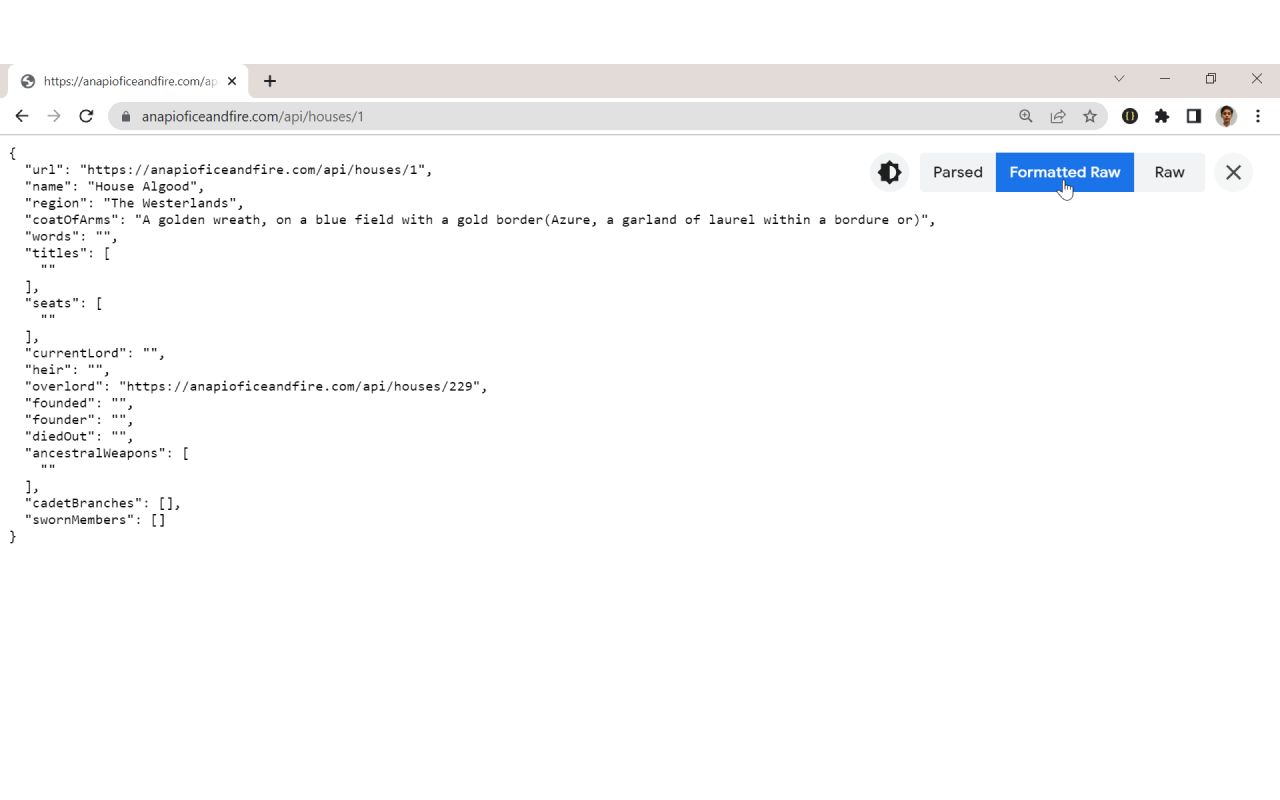 https://anapioficeandfire.com/ap
anapioficeandfire.com/api/houses/1
Parsed
Formatted Raw
Raw
{
  "url": "https://anapioficeandfire.com/api/houses/1",
  "name": "House Algood",
  "region": "The Westerlands",
  "coatOfArms": "A golden wreath, on a blue field with a gold border(Azure, a garland of laurel within a bordure or)",
  "words": "",
  "titles": [
    ""
  ],
  "seats": [
    ""
  ],
  "currentLord": "",
  "heir": "",
  "overlord": "https://anapioficeandfire.com/api/houses/229",
  "founded": "",
  "founder": "",
  "diedOut": "",
  "ancestralWeapons": [
    ""
  ],
  "cadetBranches": [],
  "swornMembers": []
}